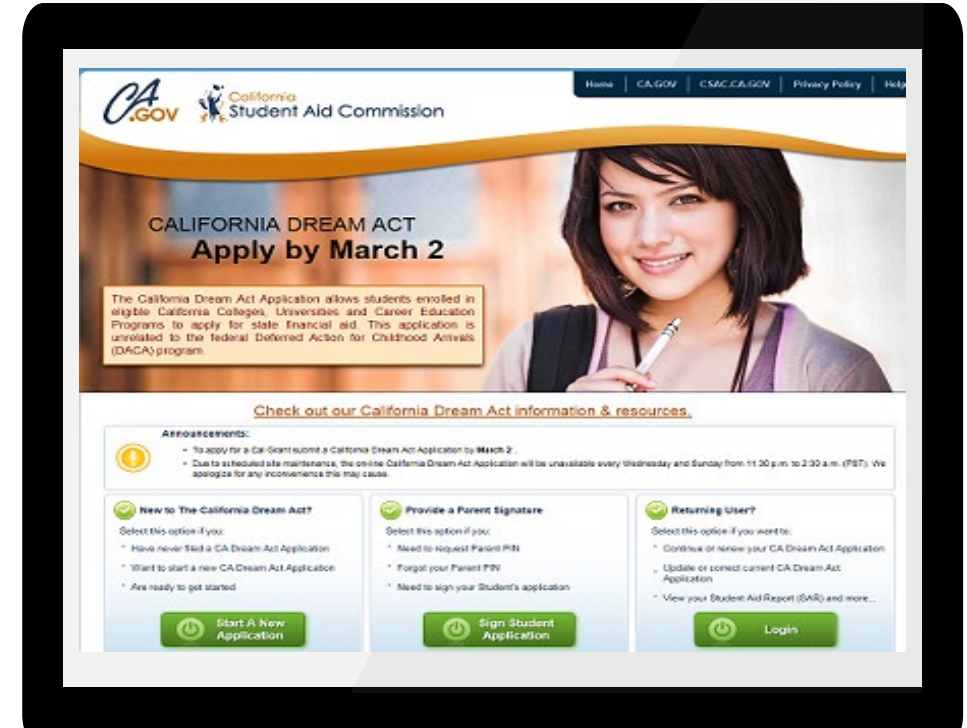 CA
.GOV
California
Student Aid Commission
Home | CA.GOV | CSAC.CA.GOV | Privacy Policy | Help
CALIFORNIA DREAM ACT
Apply by March 2
The California Dream Act Application allows students enrolled in
eligible California Colleges, Universities and Career Education
Programs to apply for state financial aid. This application is
unrelated to the federal Deferred Action for Childhood Arrivals
(DACA) program.
Check out our California Dream Act information & resources.
Announcements:
- To apply for a Cal Grant submit a California Dream Act Application by March 2.
- Due to scheduled site maintenance, the on-line California Dream Act Application will be unavailable every Wednesday and Sunday from 11:30 p.m. to 2:30 a.m. (PST). We
apologize for any inconvenience this may cause.
New to The California Dream Act?
Select this option if you:
* Have never filed a CA Dream Act Application
* Want to start a new CA Dream Act Application
* Are ready to get started
Start A New
Application
Provide a Parent Signature
Select this option if you:
* Need to request Parent PIN
* Forgot your Parent PIN
* Need to sign your Student's application
Sign Student
Application
Returning User?
Select this option if you want to:
* Continue or renew your CA Dream Act Application
* Update or correct current CA Dream Act
Application
* View your Student Aid Report (SAR) and more...
Login